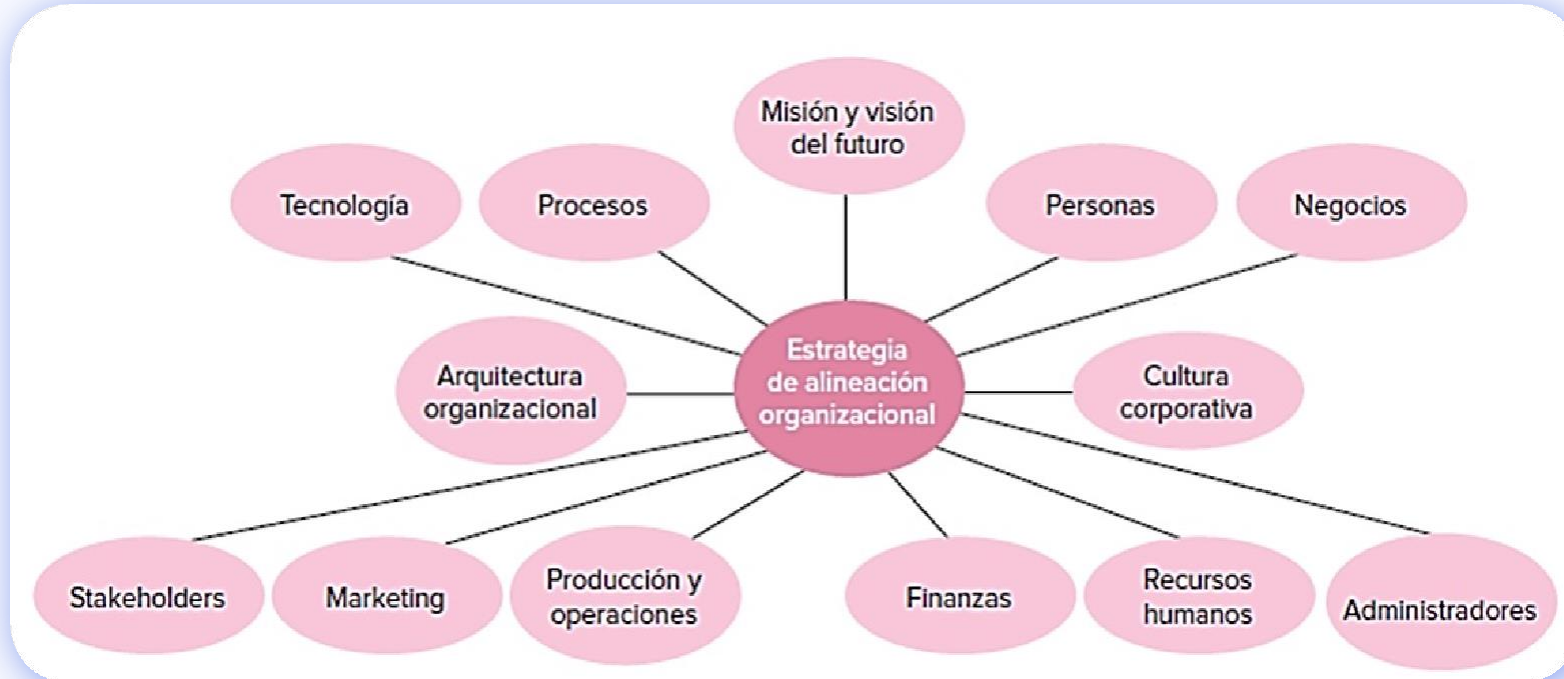 Misión y visión
del futuro
Tecnología
Procesos
Personas
Negocios
Estrategia
de alineación
organizacional
Arquitectura
organizacional
Cultura
corporativa
Stakeholders
Marketing
Producción y
operaciones
Finanzas
Recursos
humanos
Administradores